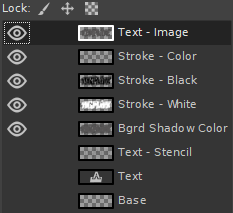 Lock:
Text - Image
Stroke - Color
Stroke - Black
Stroke - White
Bgrd Shadow Color
Text - Stencil
Text
Base